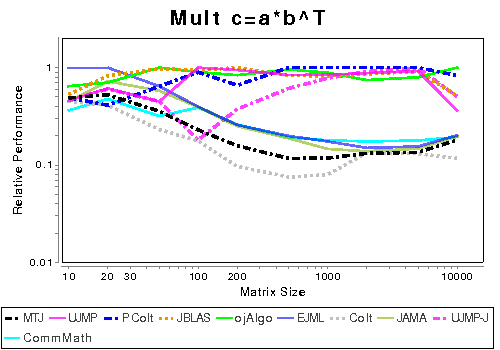 Mult c=a*b^T
Relative Performance
1
0.1
0.01
10 20 30 100 200 1000 10000
Matrix Size
MTJ UJMP PColt JBLAS ojAlgo EJML Colt JAMA UJMP-J
CommMath